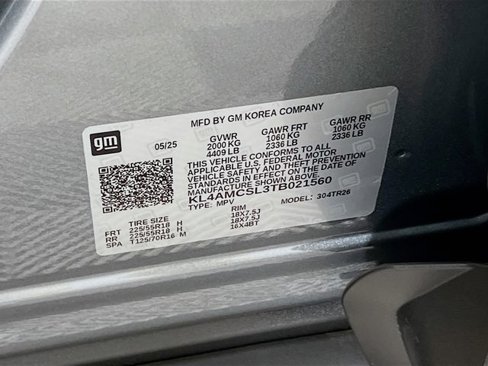 MFD BY GM KOREA COMPANY
gm 05/25 GVWR GAWR FRT GAWR RR
2000 KG 1060 KG 1060 KG
4409 LB 2336 LB 2336 LB
THIS VEHICLE CONFORMS TO ALL
APPLICABLE U.S. FEDERAL MOTOR
VEHICLE SAFETY AND THEFT PREVENTION
STANDARDS IN EFFECT ON THE DATE OF
MANUFACTURE SHOWN ABOVE.
KL4AMCSL3TB021560
TYPE: MPV MODEL: 304TR26
TIRE SIZE RIM
FRT 225/55R18 H 18X7.5J
RR 225/55R18 H 18X7.5J
SPA T125/70R16 M 16X4BT